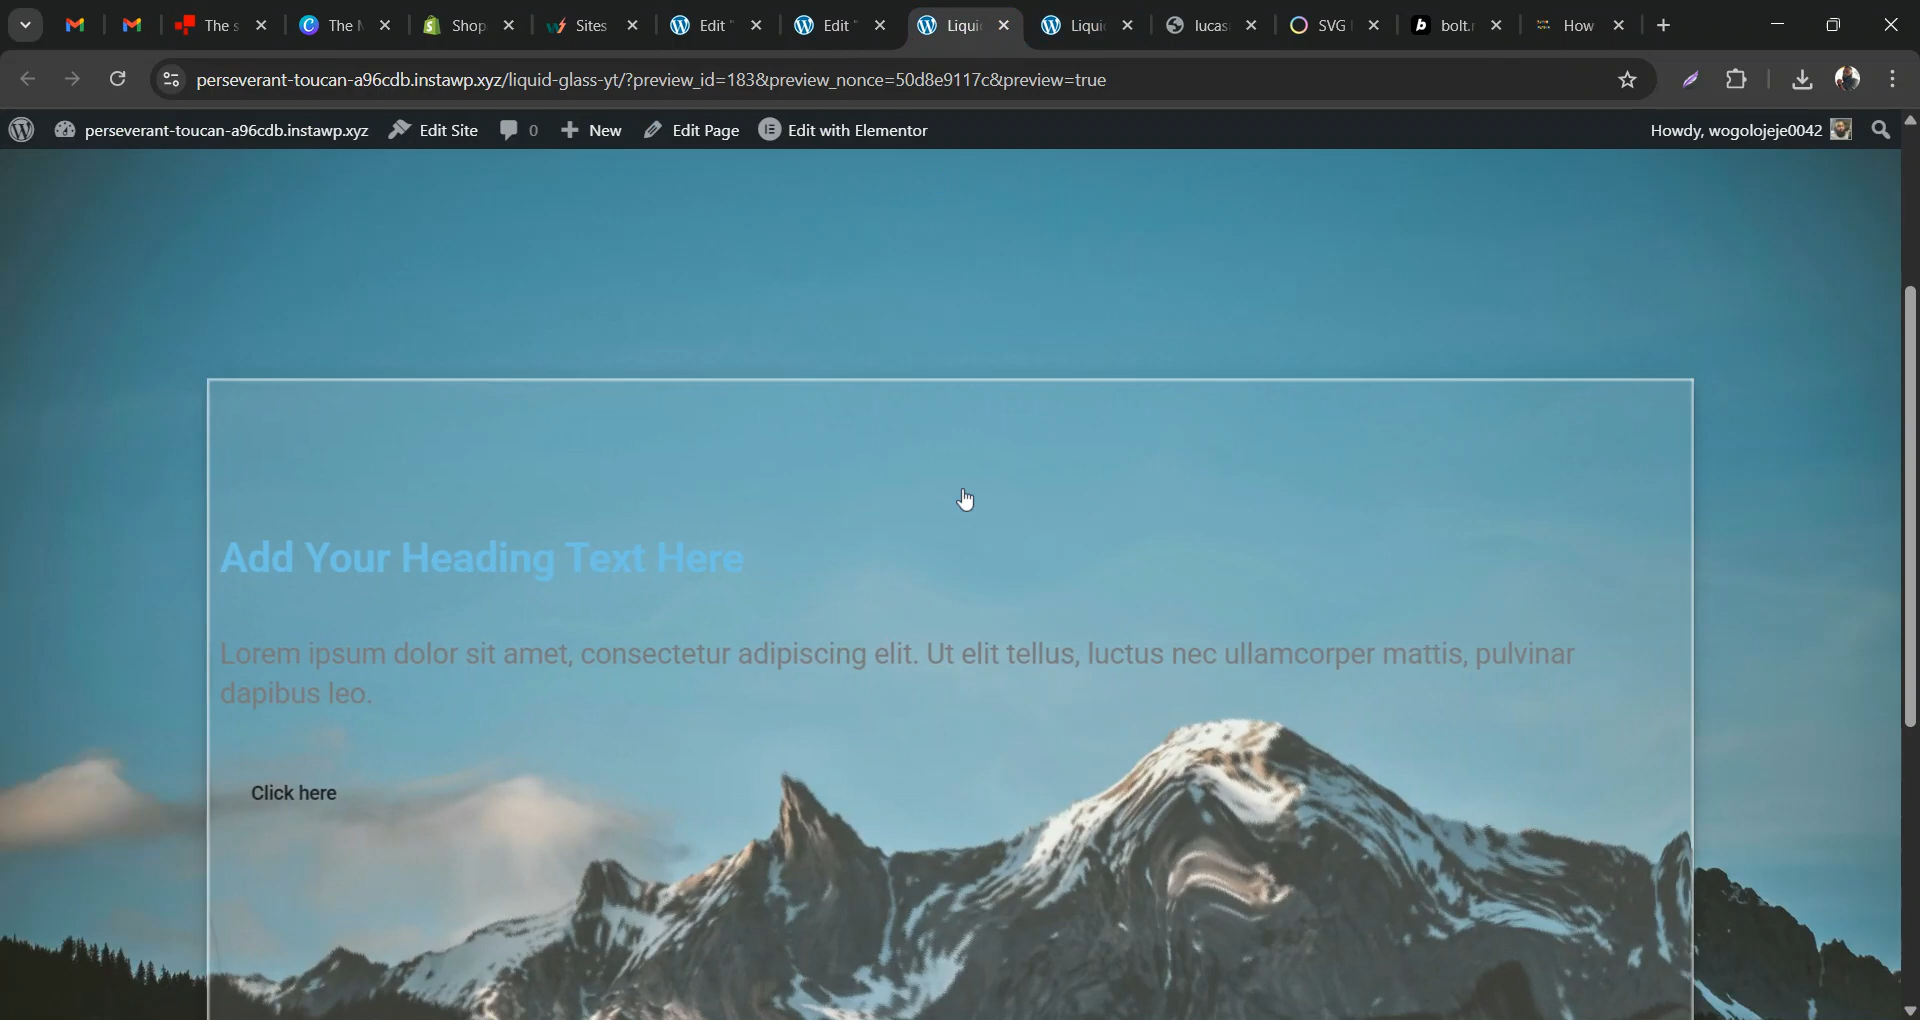 The s
The N
Shop
Sites
Edit "
Edit "
Liqui
Liqui
lucas
SVG
bolt.r
How
perseverant-toucan-a96cdb.instawp.xyz/liquid-glass-yt/?preview_id=183&preview_nonce=50d8e9117c&preview=true
perseverant-toucan-a96cdb.instawp.xyz
Edit Site
0
New
Edit Page
Edit with Elementor
Howdy, wogolojeje0042
Add Your Heading Text Here
Lorem ipsum dolor sit amet, consectetur adipiscing elit. Ut elit tellus, luctus nec ullamcorper mattis, pulvinar
dapibus leo.
Click here